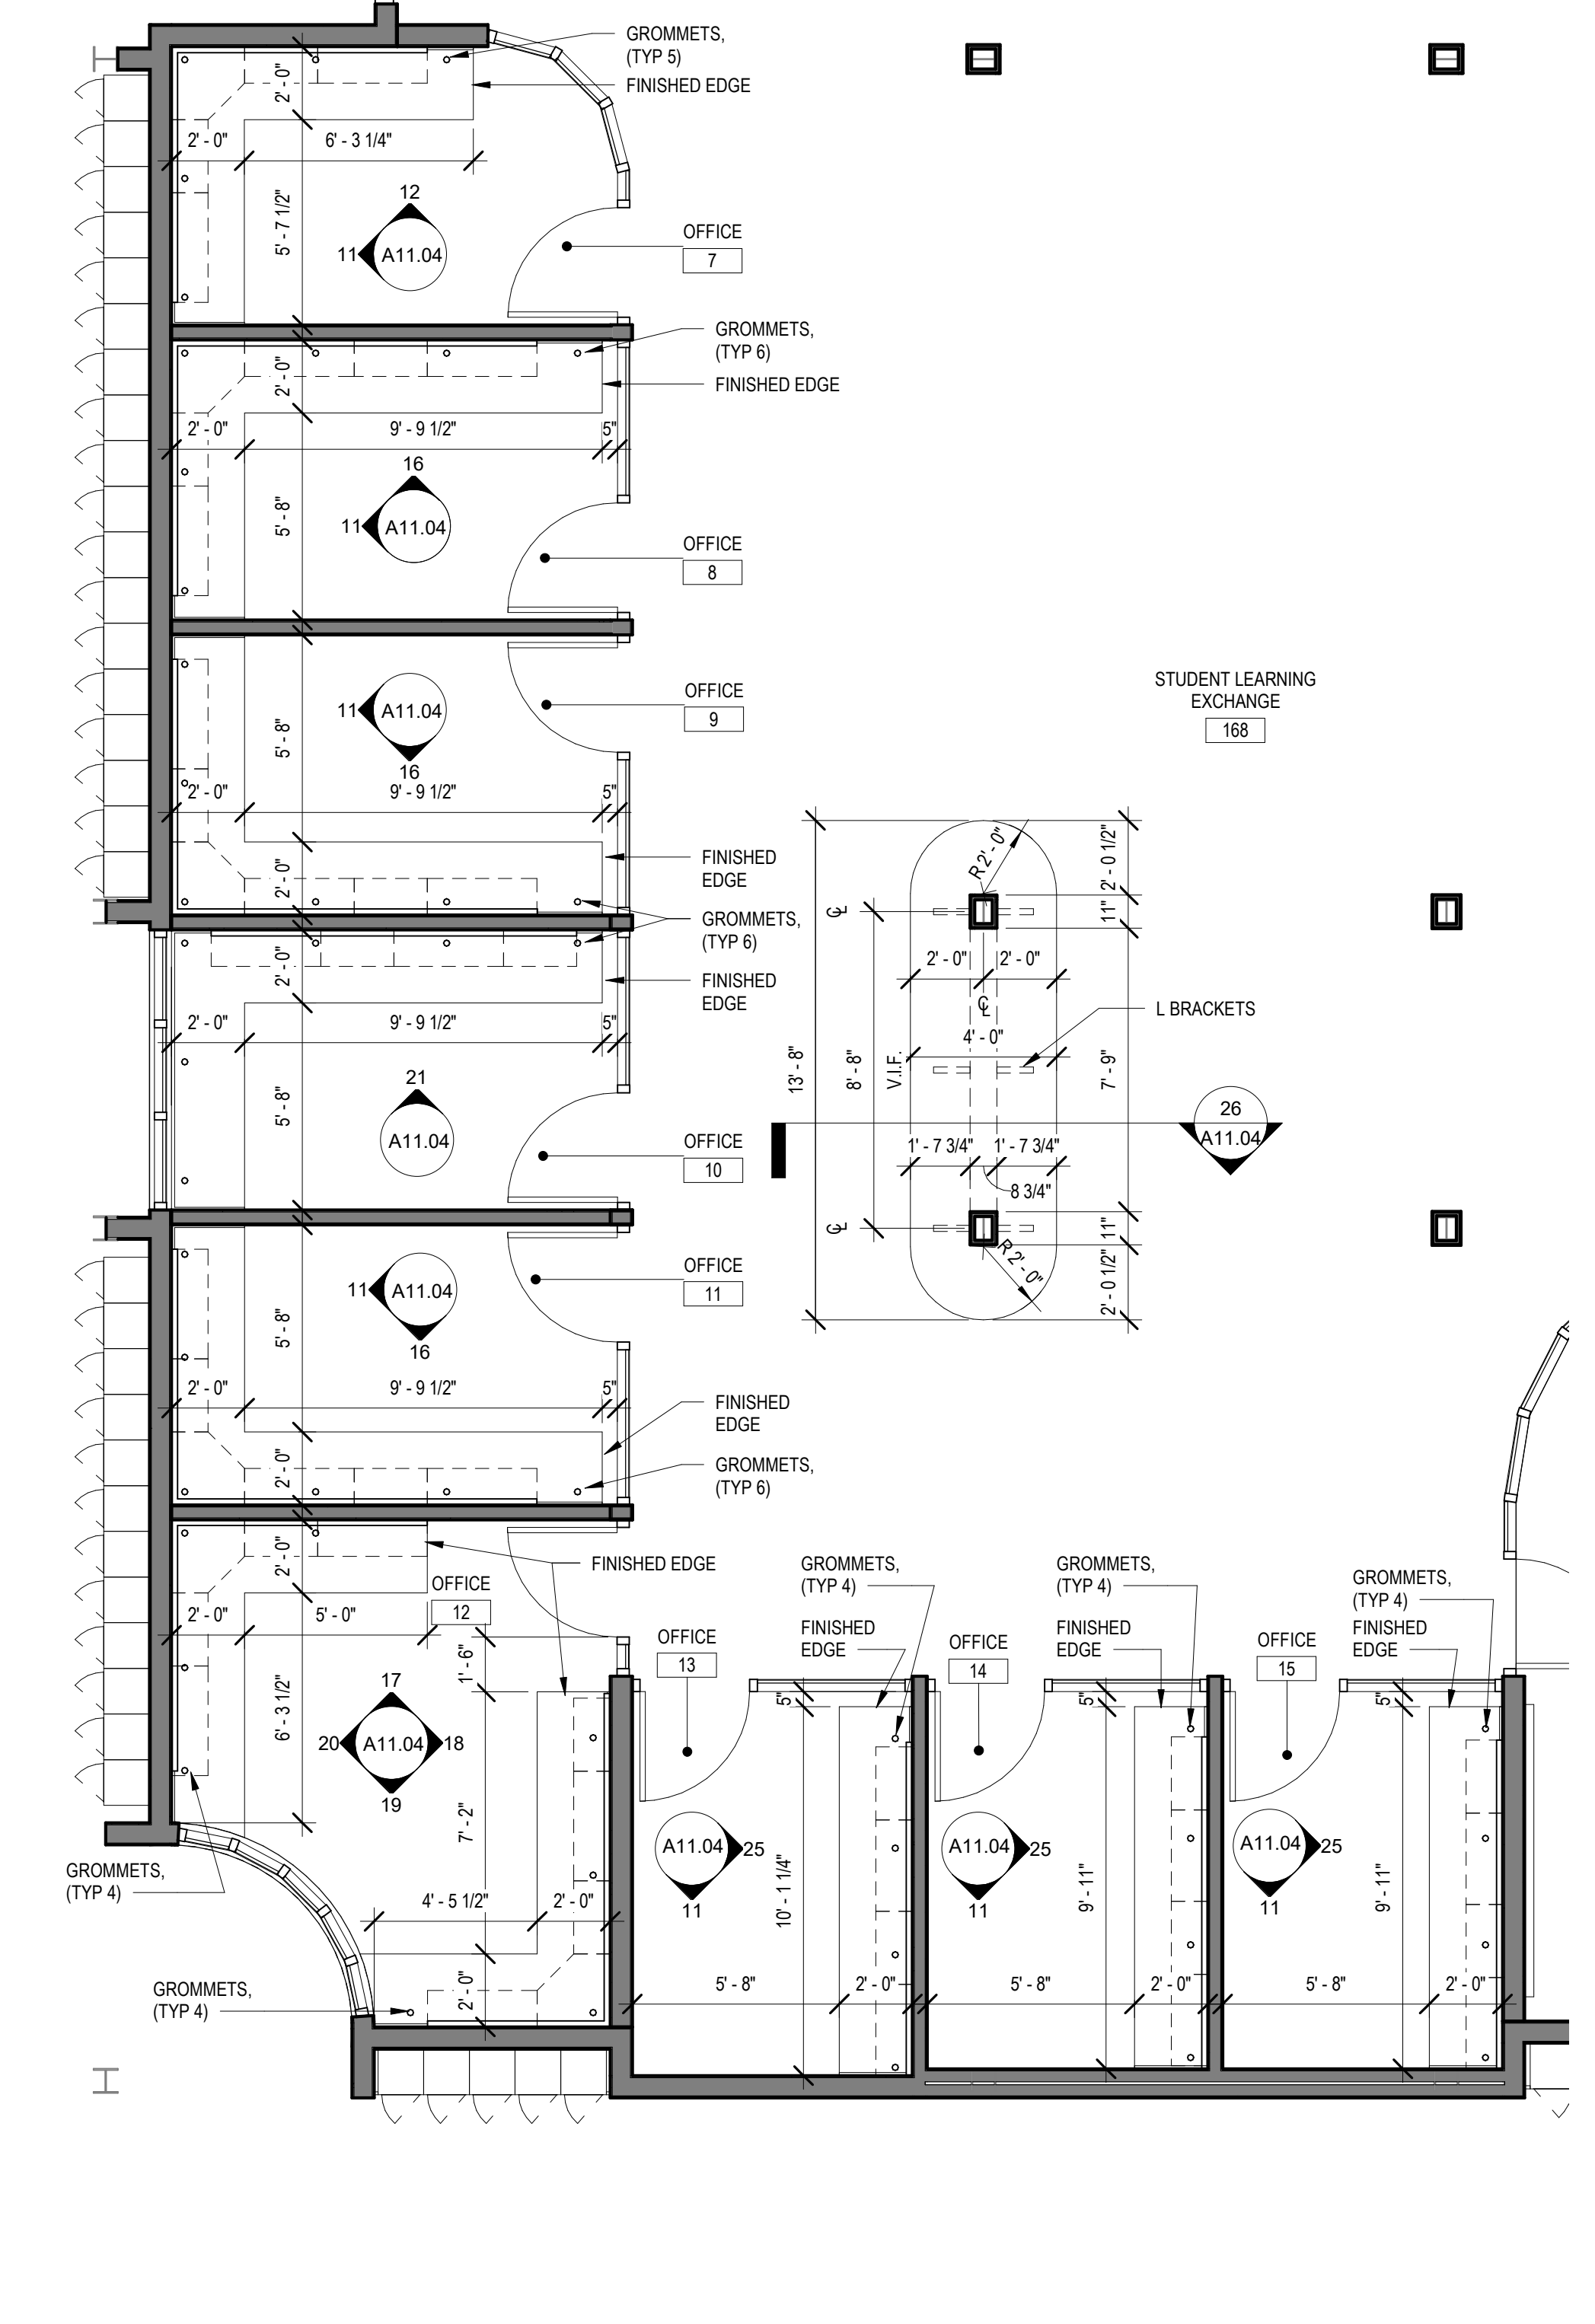 GROMMETS,
(TYP 5)
FINISHED EDGE
2' - 0"
2' - 0"
6' - 3 1/4"
5' - 7 1/2"
12
11
A11.04
OFFICE
7
GROMMETS,
(TYP 6)
FINISHED EDGE
2' - 0"
2' - 0"
9' - 9 1/2"
5"
16
11
A11.04
5' - 8"
OFFICE
8
OFFICE
9
11
A11.04
16
5' - 8"
2' - 0"
9' - 9 1/2"
5"
2' - 0"
FINISHED
EDGE
GROMMETS,
(TYP 6)
FINISHED
EDGE
2' - 0"
2' - 0"
9' - 9 1/2"
5"
5' - 8"
21
A11.04
OFFICE
10
STUDENT LEARNING
EXCHANGE
168
R 2' - 0"
2' - 0 1/2"
11"
2' - 0"
2' - 0"
4' - 0"
L BRACKETS
13' - 8"
8' - 8"
V.I.F.
7' - 9"
26
A11.04
1' - 7 3/4"
1' - 7 3/4"
8 3/4"
11"
R 2' - 0"
2' - 0 1/2"
OFFICE
11
11
A11.04
16
5' - 8"
2' - 0"
9' - 9 1/2"
5"
2' - 0"
FINISHED
EDGE
GROMMETS,
(TYP 6)
FINISHED EDGE
2' - 0"
OFFICE
12
2' - 0"
5' - 0"
1' - 6"
6' - 3 1/2"
17
20
A11.04
18
19
7' - 2"
4' - 5 1/2"
2' - 0"
2' - 0"
GROMMETS,
(TYP 4)
GROMMETS,
(TYP 4)
OFFICE
13
GROMMETS,
(TYP 4)
FINISHED
EDGE
5"
A11.04
25
11
10' - 1 1/4"
5' - 8"
2' - 0"
OFFICE
14
GROMMETS,
(TYP 4)
FINISHED
EDGE
5"
A11.04
25
11
9' - 11"
5' - 8"
2' - 0"
OFFICE
15
GROMMETS,
(TYP 4)
FINISHED
EDGE
5"
A11.04
25
11
9' - 11"
5' - 8"
2' - 0"